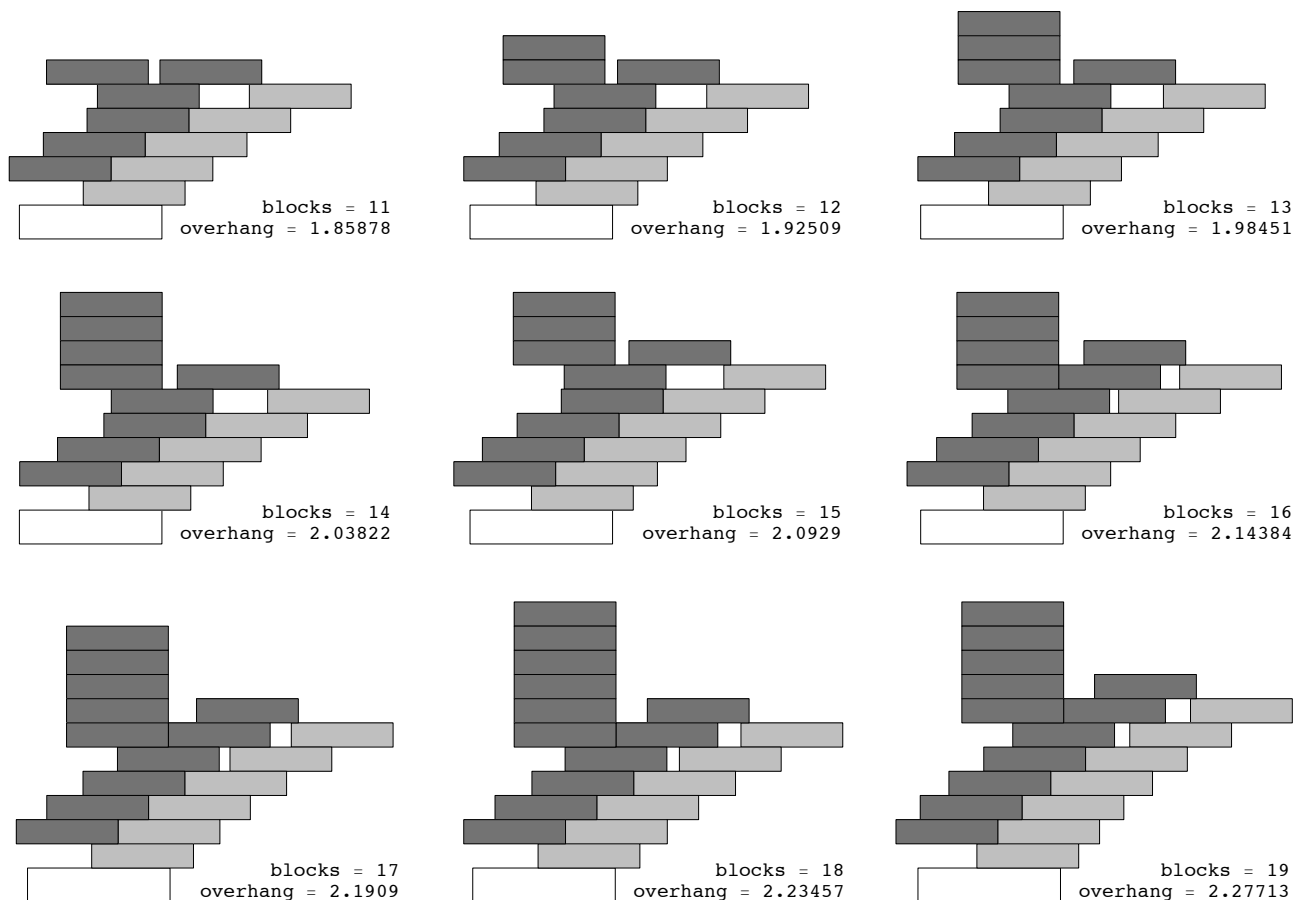 blocks = 11
overhang = 1.85878
blocks = 12
overhang = 1.92509
blocks = 13
overhang = 1.98451
blocks = 14
overhang = 2.03822
blocks = 15
overhang = 2.0929
blocks = 16
overhang = 2.14384
blocks = 17
overhang = 2.1909
blocks = 18
overhang = 2.23457
blocks = 19
overhang = 2.27713